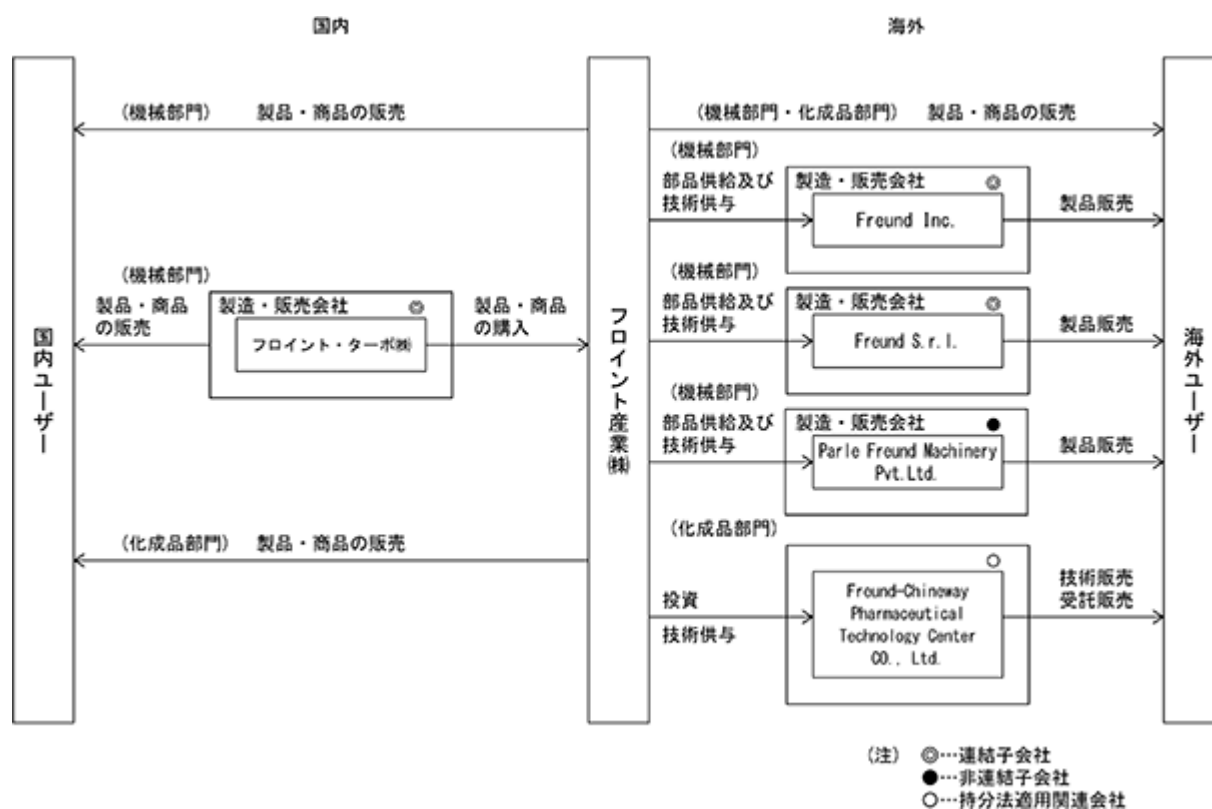 国内
海外
(機械部門) 製品・商品の販売
(機械部門・化成品部門) 製品・商品の販売
(機械部門)
部品供給及び
技術供与
製造・販売会社 ◎
Freund Inc.
製品販売
(機械部門)
製品・商品
の販売
製造・販売会社 ◎
フロイント・ターボ㈱
製品・商品
の購入
(機械部門)
部品供給及び
技術供与
製造・販売会社 ◎
Freund S.r.l.
製品販売
国内ユーザー
フロイント産業㈱
海外ユーザー
(機械部門)
部品供給及び
技術供与
製造・販売会社 ●
Parle Freund Machinery
Pvt.Ltd.
製品販売
(化成品部門) 製品・商品の販売
(化成品部門)
投資
技術供与
○
Freund-Chineway
Pharmaceutical
Technology Center
CO., Ltd.
技術販売
受託販売
(注) ◎…連結子会社
●…非連結子会社
○…持分法適用関連会社